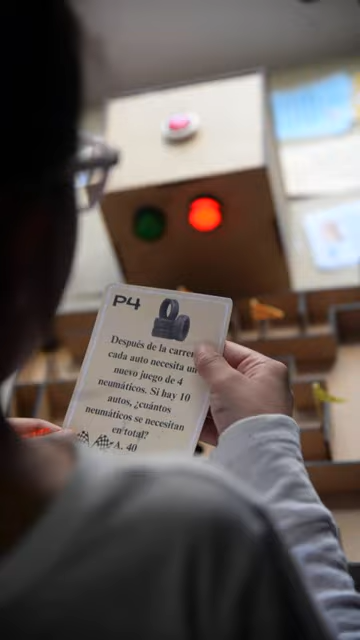 P4
Después de la carrera
cada auto necesita un
nuevo juego de 4
neumáticos. Si hay 10
autos, ¿cuántos
neumáticos se necesitan
en total?
A. 40